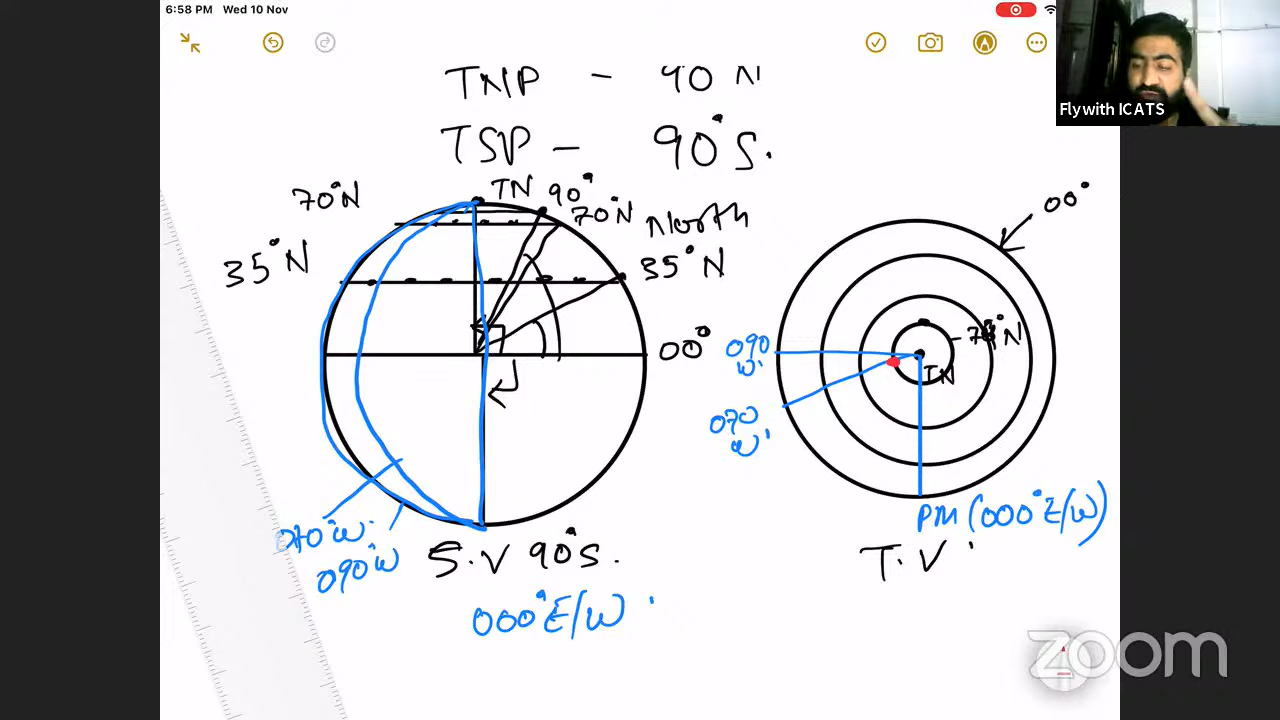 6:58 PM Wed 10 Nov
Flywith ICATS
TNP - 90 N
TSP - 90°S.
70°N
TN 90°
70°N North
35°N
35°N
00°
00°
090
W'
070
W'
TN
PM (000°E/W)
T.V
070°W.
090°W
S.V 90°S.
000°E/W
zoom